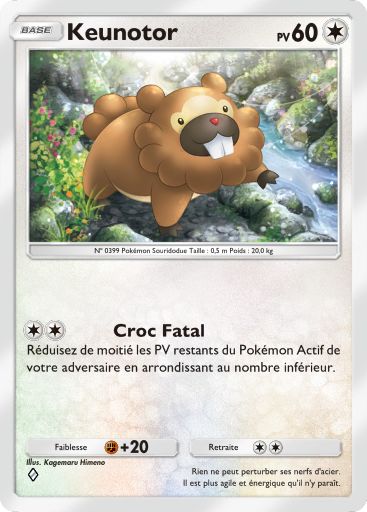 BASE Keunotor PV 60
N° 0399 Pokémon Souridodue Taille : 0,5 m Poids : 20,0 kg
Croc Fatal
Réduisez de moitié les PV restants du Pokémon Actif de
votre adversaire en arrondissant au nombre inférieur.
Faiblesse +20 Retraite
Illus. Kagemaru Himeno
Rien ne peut perturber ses nerfs d'acier.
Il est plus agile et énergique qu'il n'y paraît.